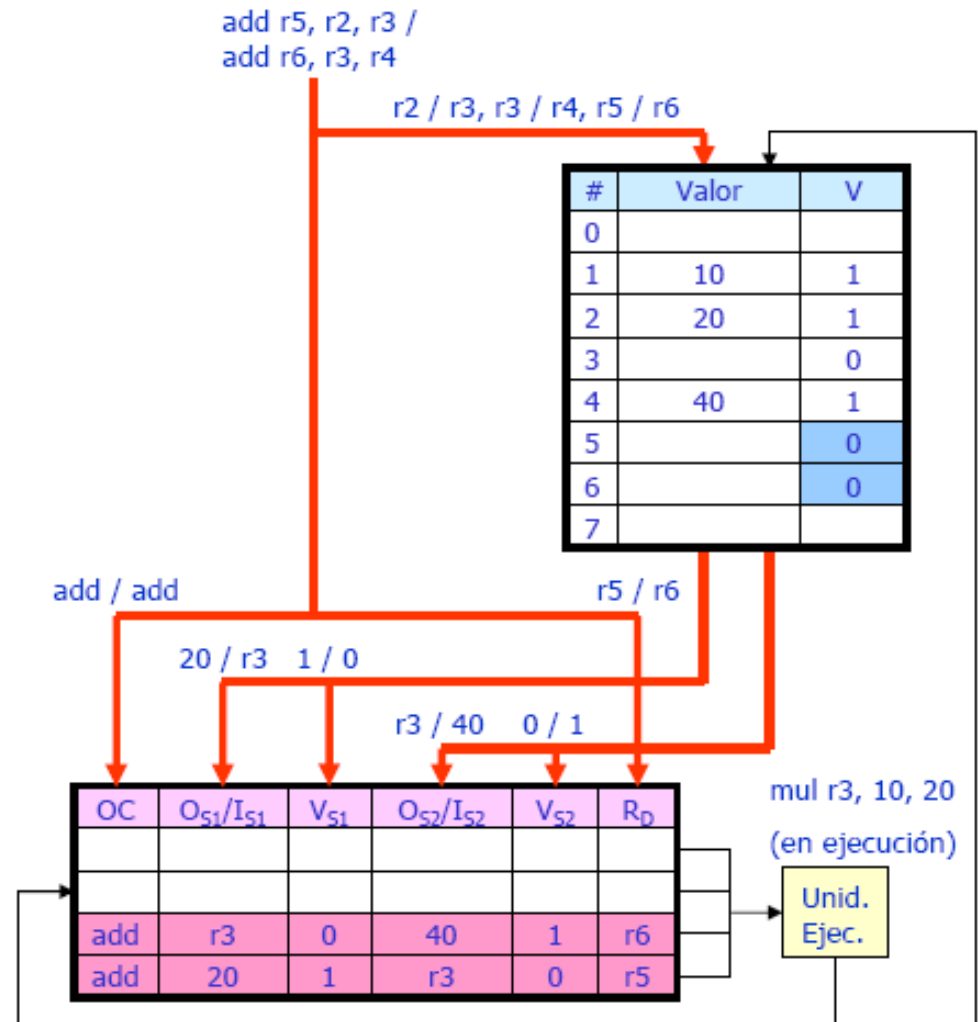 add r5, r2, r3 /
add r6, r3, r4
r2 / r3, r3 / r4, r5 / r6
# Valor V
0
1 10 1
2 20 1
3 0
4 40 1
5 0
6 0
7
add / add
r5 / r6
20 / r3 1 / 0
r3 / 40 0 / 1
OC OS1/IS1 VS1 OS2/IS2 VS2 RD
add r3 0 40 1 r6
add 20 1 r3 0 r5
mul r3, 10, 20
(en ejecución)
Unid.
Ejec.